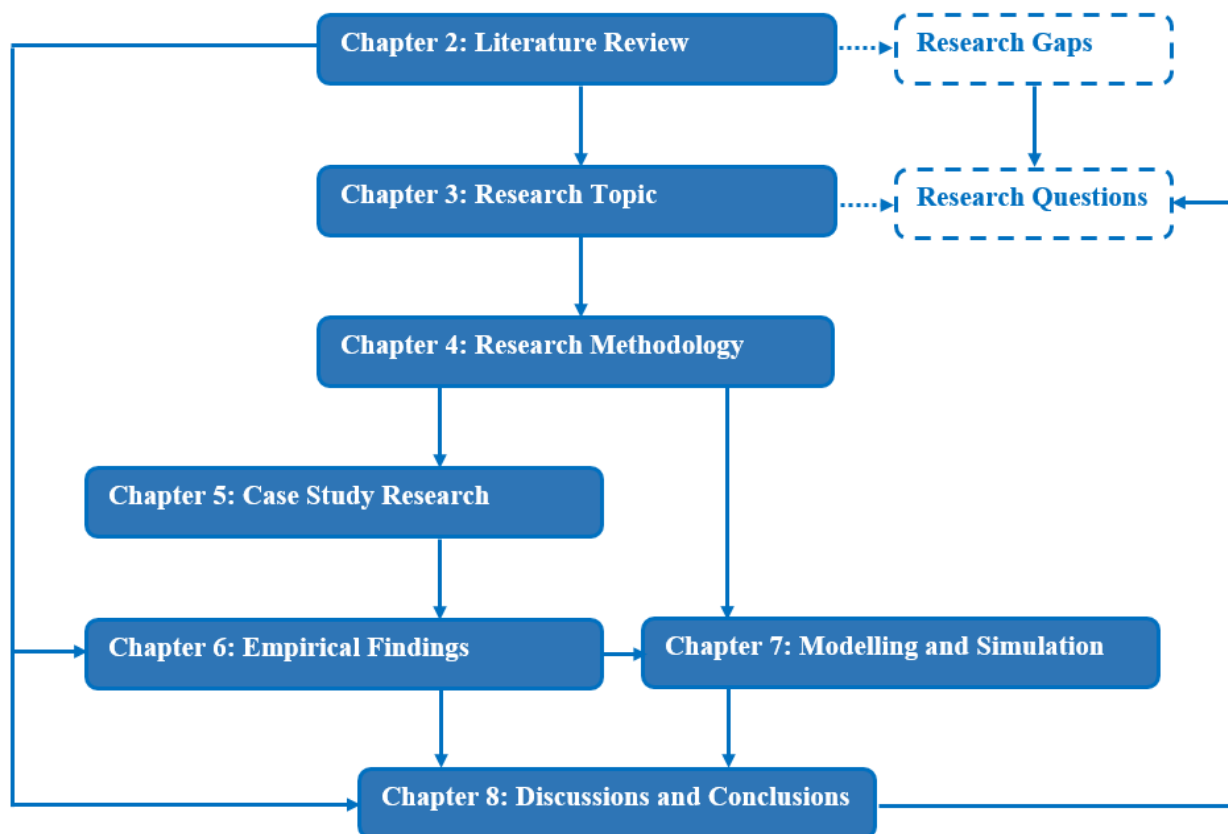 Chapter 2: Literature Review
Research Gaps
Chapter 3: Research Topic
Research Questions
Chapter 4: Research Methodology
Chapter 5: Case Study Research
Chapter 6: Empirical Findings
Chapter 7: Modelling and Simulation
Chapter 8: Discussions and Conclusions